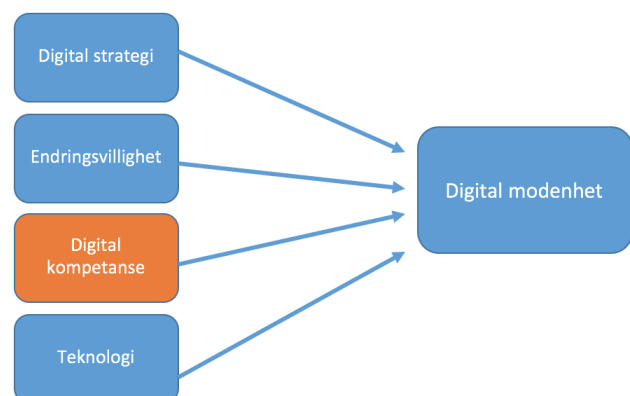 Digital strategi
Endringsvillighet
Digital
kompetanse
Teknologi
Digital modenhet